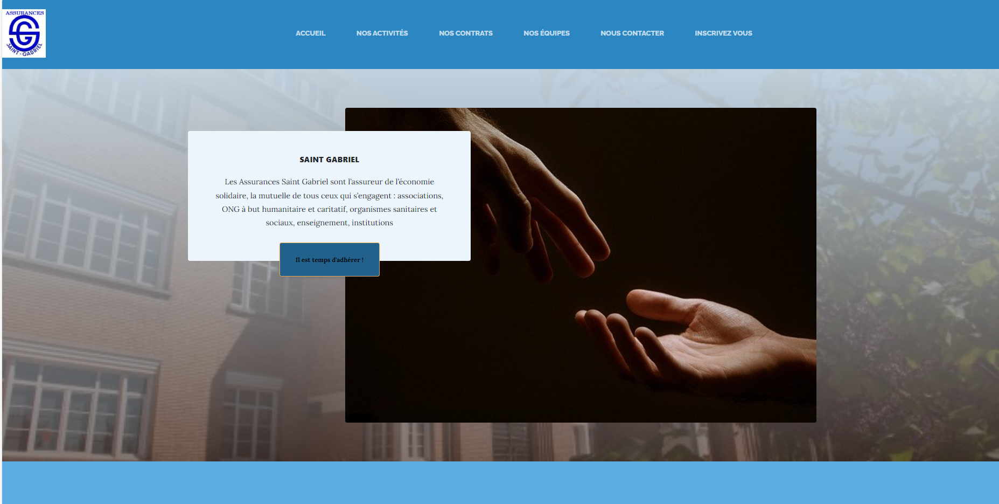 ASSURANCES
SG
SAINT-GABRIEL
ACCUEIL
NOS ACTIVITÉS
NOS CONTRATS
NOS ÉQUIPES
NOUS CONTACTER
INSCRIVEZ VOUS
SAINT GABRIEL
Les Assurances Saint Gabriel sont l’assureur de l’économie
solidaire, la mutuelle de tous ceux qui s’engagent : associations,
ONG à but humanitaire et caritatif, organismes sanitaires et
sociaux, enseignement, institutions
Il est temps d'adhérer !